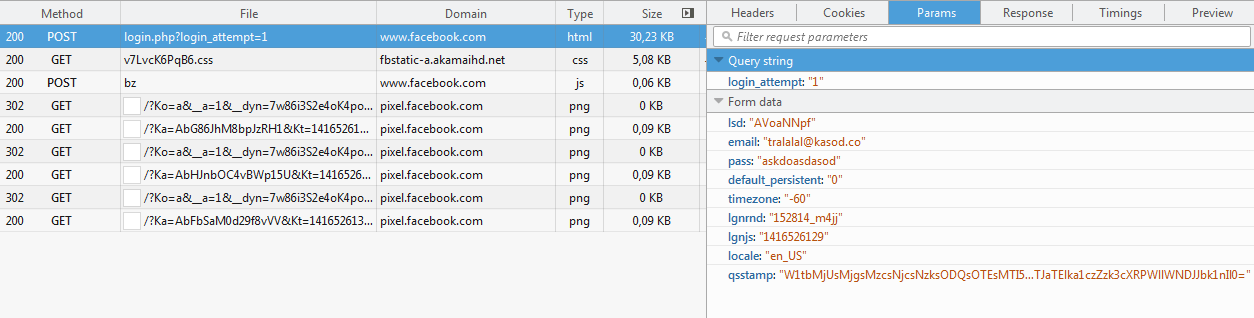 Method File Domain Type Size
200 POST login.php?login_attempt=1 www.facebook.com html 30,23 KB
200 GET v7LvcK6PqB6.css fbstatic-a.akamaihd.net css 5,08 KB
200 POST bz www.facebook.com js 0,06 KB
302 GET /?Ko=a&__a=1&__dyn=7w86i3S2e4oK4po... pixel.facebook.com png 0 KB
200 GET /?Ka=AbG86JhM8bpJzRH1&Kt=14165261... pixel.facebook.com png 0,09 KB
302 GET /?Ko=a&__a=1&__dyn=7w86i3S2e4oK4po... pixel.facebook.com png 0 KB
200 GET /?Ka=AbHJnbOC4vBWp15U&Kt=1416526... pixel.facebook.com png 0,09 KB
302 GET /?Ko=a&__a=1&__dyn=7w86i3S2e4oK4po... pixel.facebook.com png 0 KB
200 GET /?Ka=AbFbSaM0d29f8vVV&Kt=141652613... pixel.facebook.com png 0,09 KB
Headers Cookies Params Response Timings Preview
Filter request parameters
Query string
login_attempt: "1"
Form data
lsd: "AVoaNNpf"
email: "tralalal@kasod.co"
pass: "askdoasdasod"
default_persistent: "0"
timezone: "-60"
lgnrnd: "152814_m4jj"
lgnjs: "1416526129"
locale: "en_US"
qsstamp: "W1tbMjUsMjgsMzcsNjcsNzksODQsOTEsMTI5...TJaTElka1czZzk3cXRPWllWNDJJbk1nIl0="